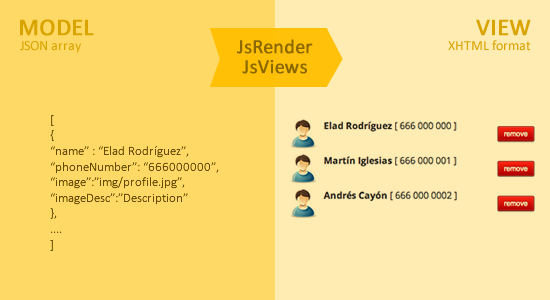 MODEL
JSON array
JsRender
JsViews
VIEW
XHTML format
[
{
“name” : “Elad Rodríguez”,
“phoneNumber”: “666000000”,
“image”:”img/profile.jpg”,
“imageDesc”:”Description”
},
....
]
Elad Rodríguez [ 666 000 000 ]
remove
Martín Iglesias [ 666 000 001 ]
remove
Andrés Cayón [ 666 000 0002 ]
remove